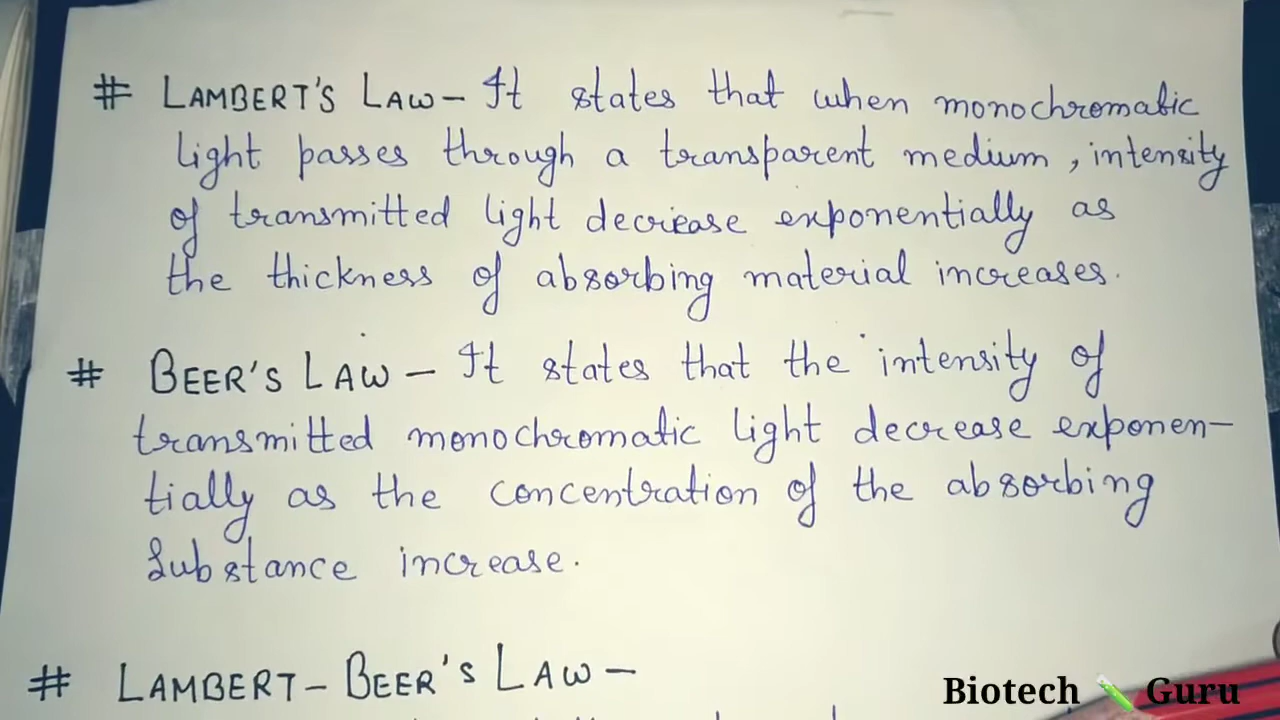 # LAMBERT'S LAW - It states that when monochromatic
light passes through a transparent medium, intensity
of transmitted light decrease exponentially as
the thickness of absorbing material increases.
# BEER'S LAW - It states that the intensity of
transmitted monochromatic light decrease exponen-
tially as the concentration of the absorbing
Substance increase.
# LAMBERT-BEER'S LAW -
Biotech Guru